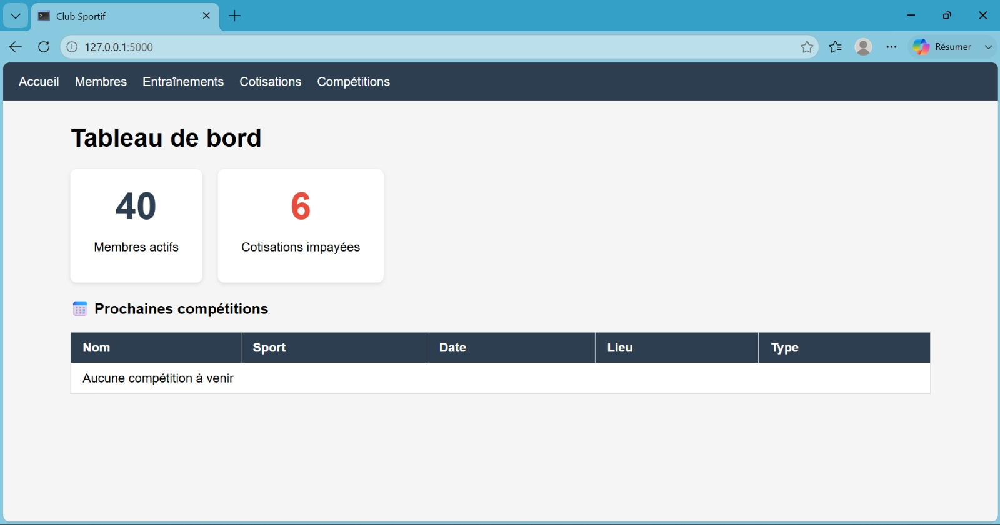 Club Sportif
127.0.0.1:5000
Résumer
Accueil Membres Entraînements Cotisations Compétitions
Tableau de bord
40 6
Membres actifs Cotisations impayées
Prochaines compétitions
Nom Sport Date Lieu Type
Aucune compétition à venir